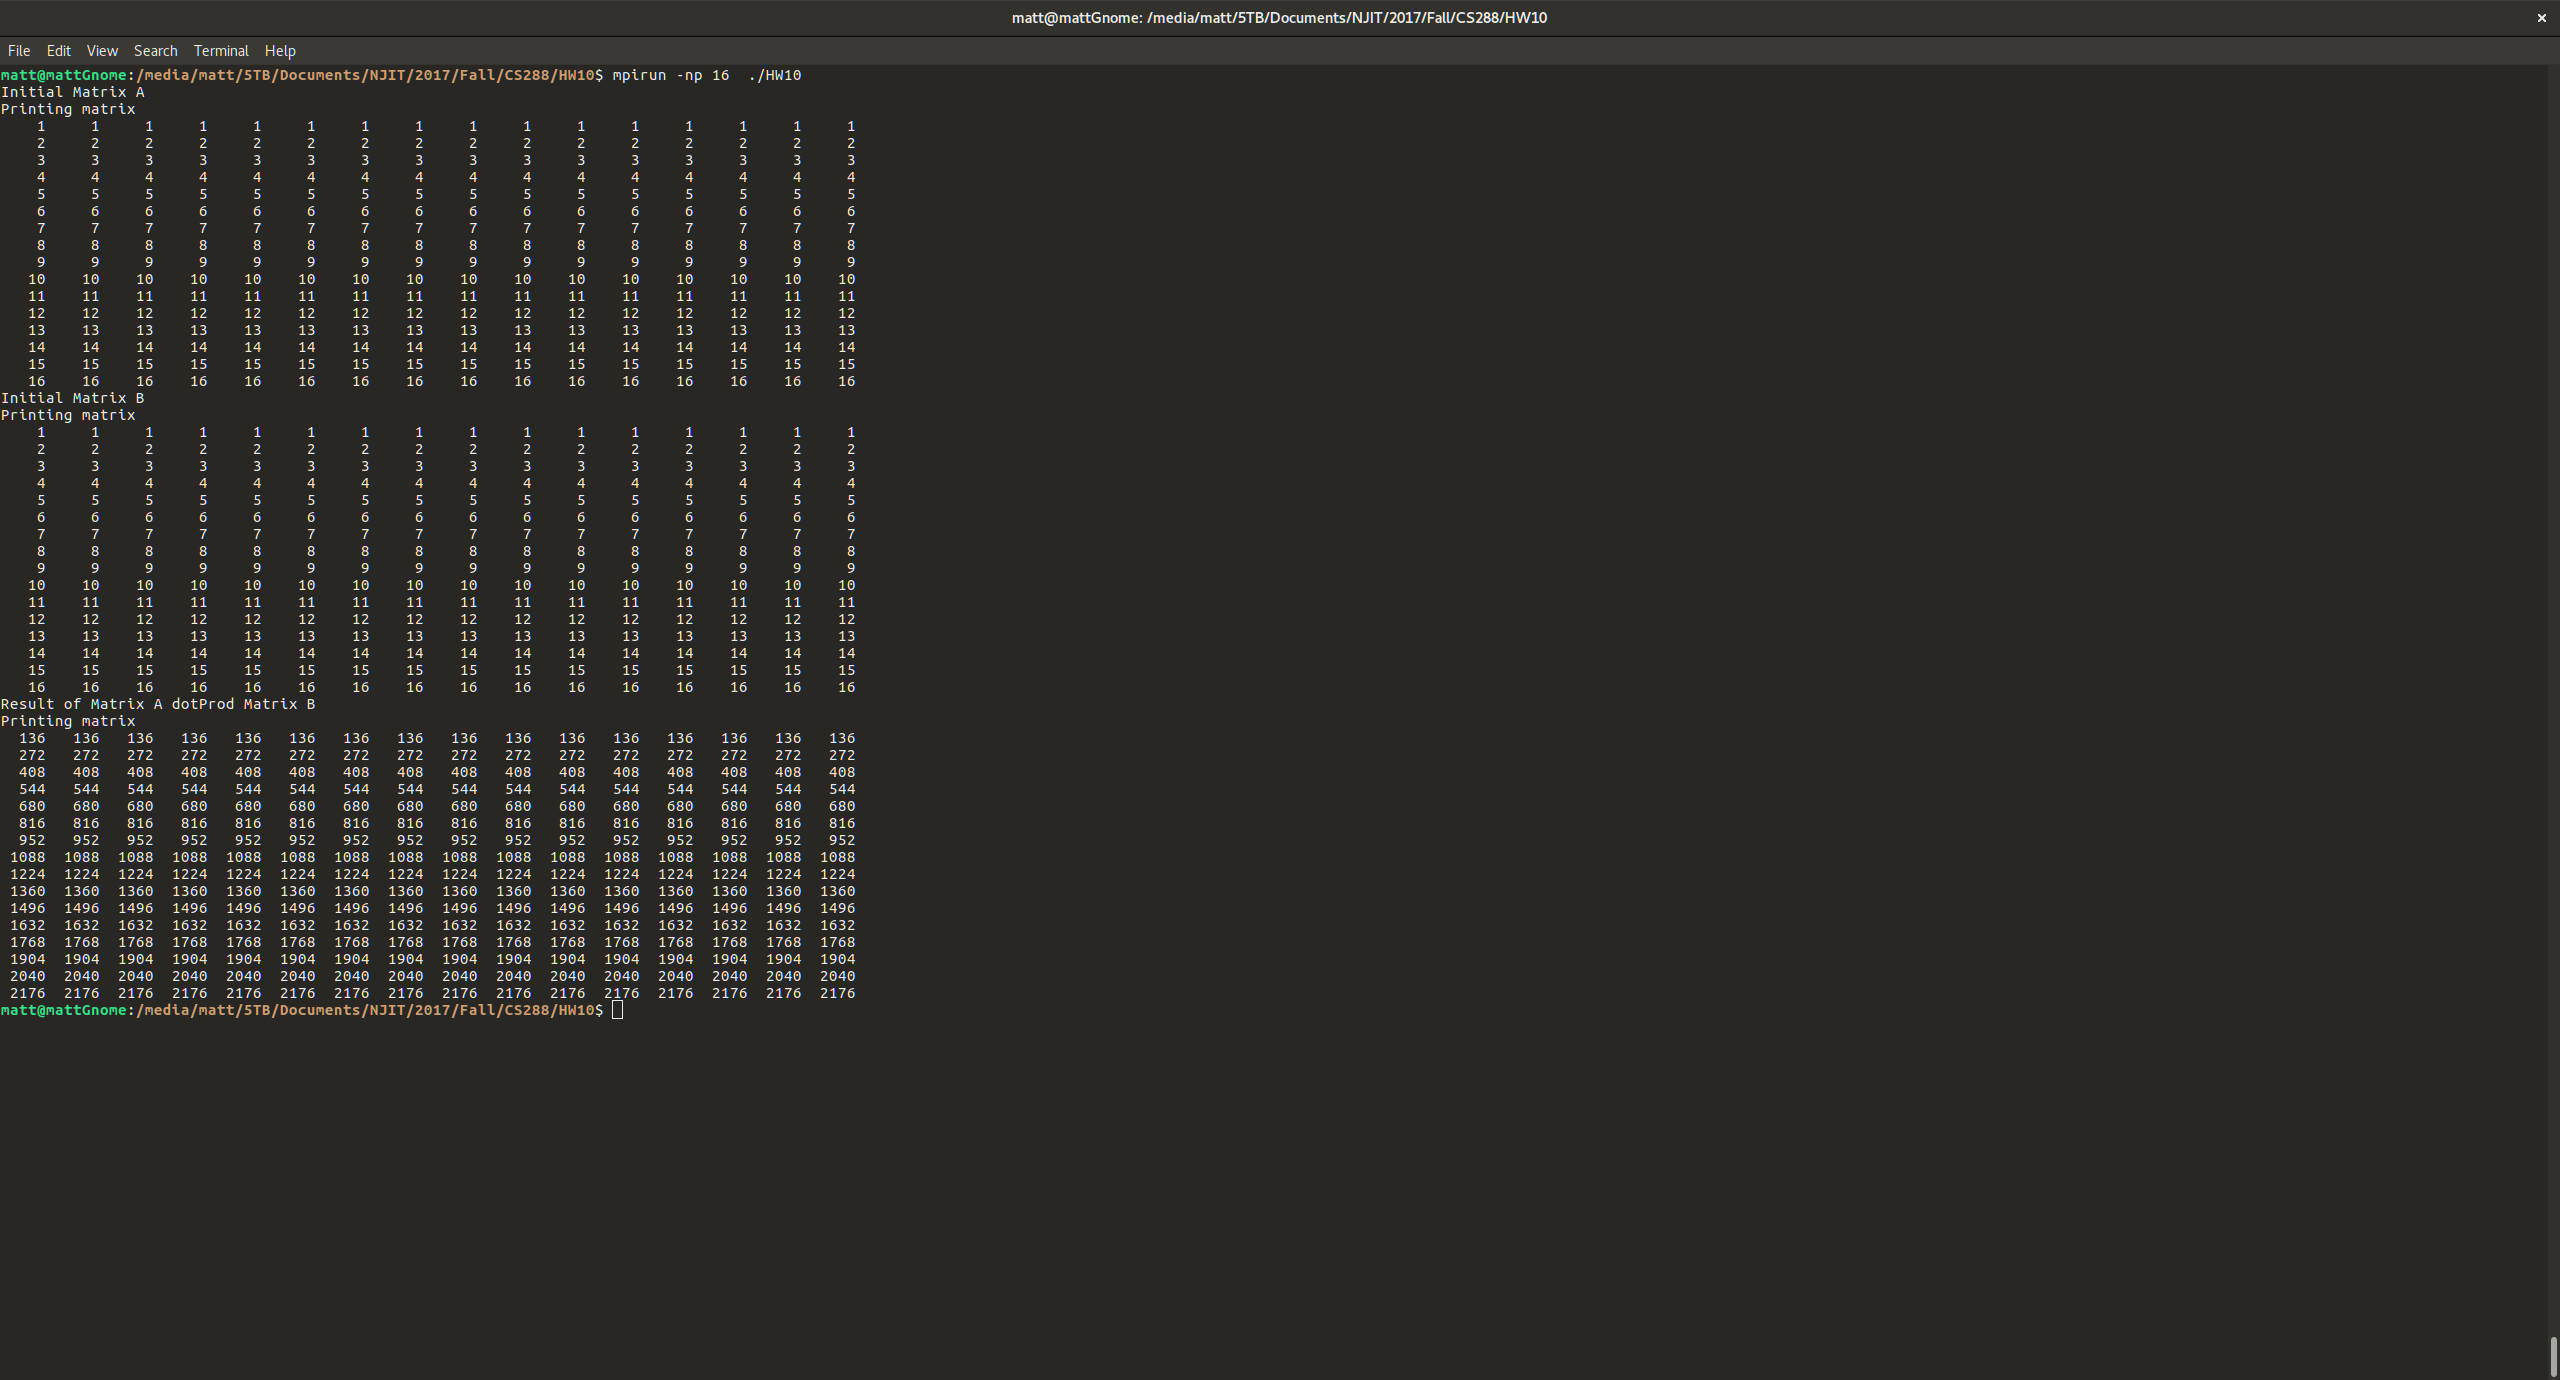 matt@mattGnome: /media/matt/5TB/Documents/NJIT/2017/Fall/CS288/HW10 ×
File Edit View Search Terminal Help
matt@mattGnome:/media/matt/5TB/Documents/NJIT/2017/Fall/CS288/HW10$ mpirun -np 16  ./HW10
Initial Matrix A
Printing matrix
1 1 1 1 1 1 1 1 1 1 1 1 1 1 1 1
2 2 2 2 2 2 2 2 2 2 2 2 2 2 2 2
3 3 3 3 3 3 3 3 3 3 3 3 3 3 3 3
4 4 4 4 4 4 4 4 4 4 4 4 4 4 4 4
5 5 5 5 5 5 5 5 5 5 5 5 5 5 5 5
6 6 6 6 6 6 6 6 6 6 6 6 6 6 6 6
7 7 7 7 7 7 7 7 7 7 7 7 7 7 7 7
8 8 8 8 8 8 8 8 8 8 8 8 8 8 8 8
9 9 9 9 9 9 9 9 9 9 9 9 9 9 9 9
10 10 10 10 10 10 10 10 10 10 10 10 10 10 10 10
11 11 11 11 11 11 11 11 11 11 11 11 11 11 11 11
12 12 12 12 12 12 12 12 12 12 12 12 12 12 12 12
13 13 13 13 13 13 13 13 13 13 13 13 13 13 13 13
14 14 14 14 14 14 14 14 14 14 14 14 14 14 14 14
15 15 15 15 15 15 15 15 15 15 15 15 15 15 15 15
16 16 16 16 16 16 16 16 16 16 16 16 16 16 16 16
Initial Matrix B
Printing matrix
1 1 1 1 1 1 1 1 1 1 1 1 1 1 1 1
2 2 2 2 2 2 2 2 2 2 2 2 2 2 2 2
3 3 3 3 3 3 3 3 3 3 3 3 3 3 3 3
4 4 4 4 4 4 4 4 4 4 4 4 4 4 4 4
5 5 5 5 5 5 5 5 5 5 5 5 5 5 5 5
6 6 6 6 6 6 6 6 6 6 6 6 6 6 6 6
7 7 7 7 7 7 7 7 7 7 7 7 7 7 7 7
8 8 8 8 8 8 8 8 8 8 8 8 8 8 8 8
9 9 9 9 9 9 9 9 9 9 9 9 9 9 9 9
10 10 10 10 10 10 10 10 10 10 10 10 10 10 10 10
11 11 11 11 11 11 11 11 11 11 11 11 11 11 11 11
12 12 12 12 12 12 12 12 12 12 12 12 12 12 12 12
13 13 13 13 13 13 13 13 13 13 13 13 13 13 13 13
14 14 14 14 14 14 14 14 14 14 14 14 14 14 14 14
15 15 15 15 15 15 15 15 15 15 15 15 15 15 15 15
16 16 16 16 16 16 16 16 16 16 16 16 16 16 16 16
Result of Matrix A dotProd Matrix B
Printing matrix
136 136 136 136 136 136 136 136 136 136 136 136 136 136 136 136
272 272 272 272 272 272 272 272 272 272 272 272 272 272 272 272
408 408 408 408 408 408 408 408 408 408 408 408 408 408 408 408
544 544 544 544 544 544 544 544 544 544 544 544 544 544 544 544
680 680 680 680 680 680 680 680 680 680 680 680 680 680 680 680
816 816 816 816 816 816 816 816 816 816 816 816 816 816 816 816
952 952 952 952 952 952 952 952 952 952 952 952 952 952 952 952
1088 1088 1088 1088 1088 1088 1088 1088 1088 1088 1088 1088 1088 1088 1088 1088
1224 1224 1224 1224 1224 1224 1224 1224 1224 1224 1224 1224 1224 1224 1224 1224
1360 1360 1360 1360 1360 1360 1360 1360 1360 1360 1360 1360 1360 1360 1360 1360
1496 1496 1496 1496 1496 1496 1496 1496 1496 1496 1496 1496 1496 1496 1496 1496
1632 1632 1632 1632 1632 1632 1632 1632 1632 1632 1632 1632 1632 1632 1632 1632
1768 1768 1768 1768 1768 1768 1768 1768 1768 1768 1768 1768 1768 1768 1768 1768
1904 1904 1904 1904 1904 1904 1904 1904 1904 1904 1904 1904 1904 1904 1904 1904
2040 2040 2040 2040 2040 2040 2040 2040 2040 2040 2040 2040 2040 2040 2040 2040
2176 2176 2176 2176 2176 2176 2176 2176 2176 2176 2176 2176 2176 2176 2176 2176
matt@mattGnome:/media/matt/5TB/Documents/NJIT/2017/Fall/CS288/HW10$